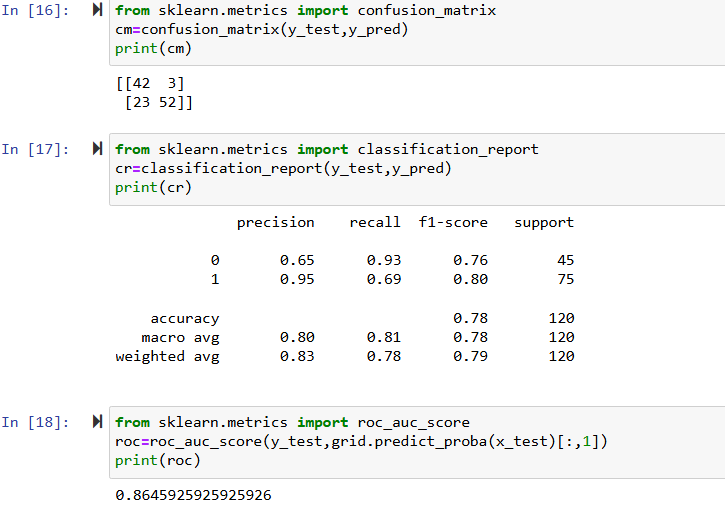 In [16]: from sklearn.metrics import confusion_matrix
cm=confusion_matrix(y_test,y_pred)
print(cm)
[[42  3]
 [23 52]]
In [17]: from sklearn.metrics import classification_report
cr=classification_report(y_test,y_pred)
print(cr)
precision    recall  f1-score   support
0       0.65      0.93      0.76        45
1       0.95      0.69      0.80        75
accuracy                           0.78       120
macro avg       0.80      0.81      0.78       120
weighted avg       0.83      0.78      0.79       120
In [18]: from sklearn.metrics import roc_auc_score
roc=roc_auc_score(y_test,grid.predict_proba(x_test)[:,1])
print(roc)
0.8645925925925926